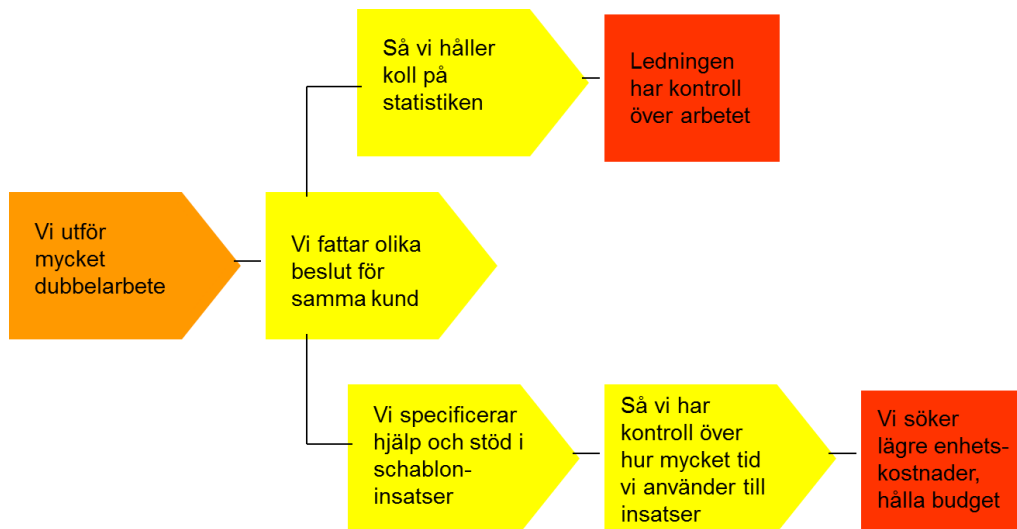 Så vi håller
koll på
statistiken
Ledningen
har kontroll
över arbetet
Vi utför
mycket
dubbelarbete
Vi fattar olika
beslut för
samma kund
Vi specificerar
hjälp och stöd i
schablon-
insatser
Så vi har
kontroll över
hur mycket tid
vi använder till
insatser
Vi söker
lägre enhets-
kostnader,
hålla budget